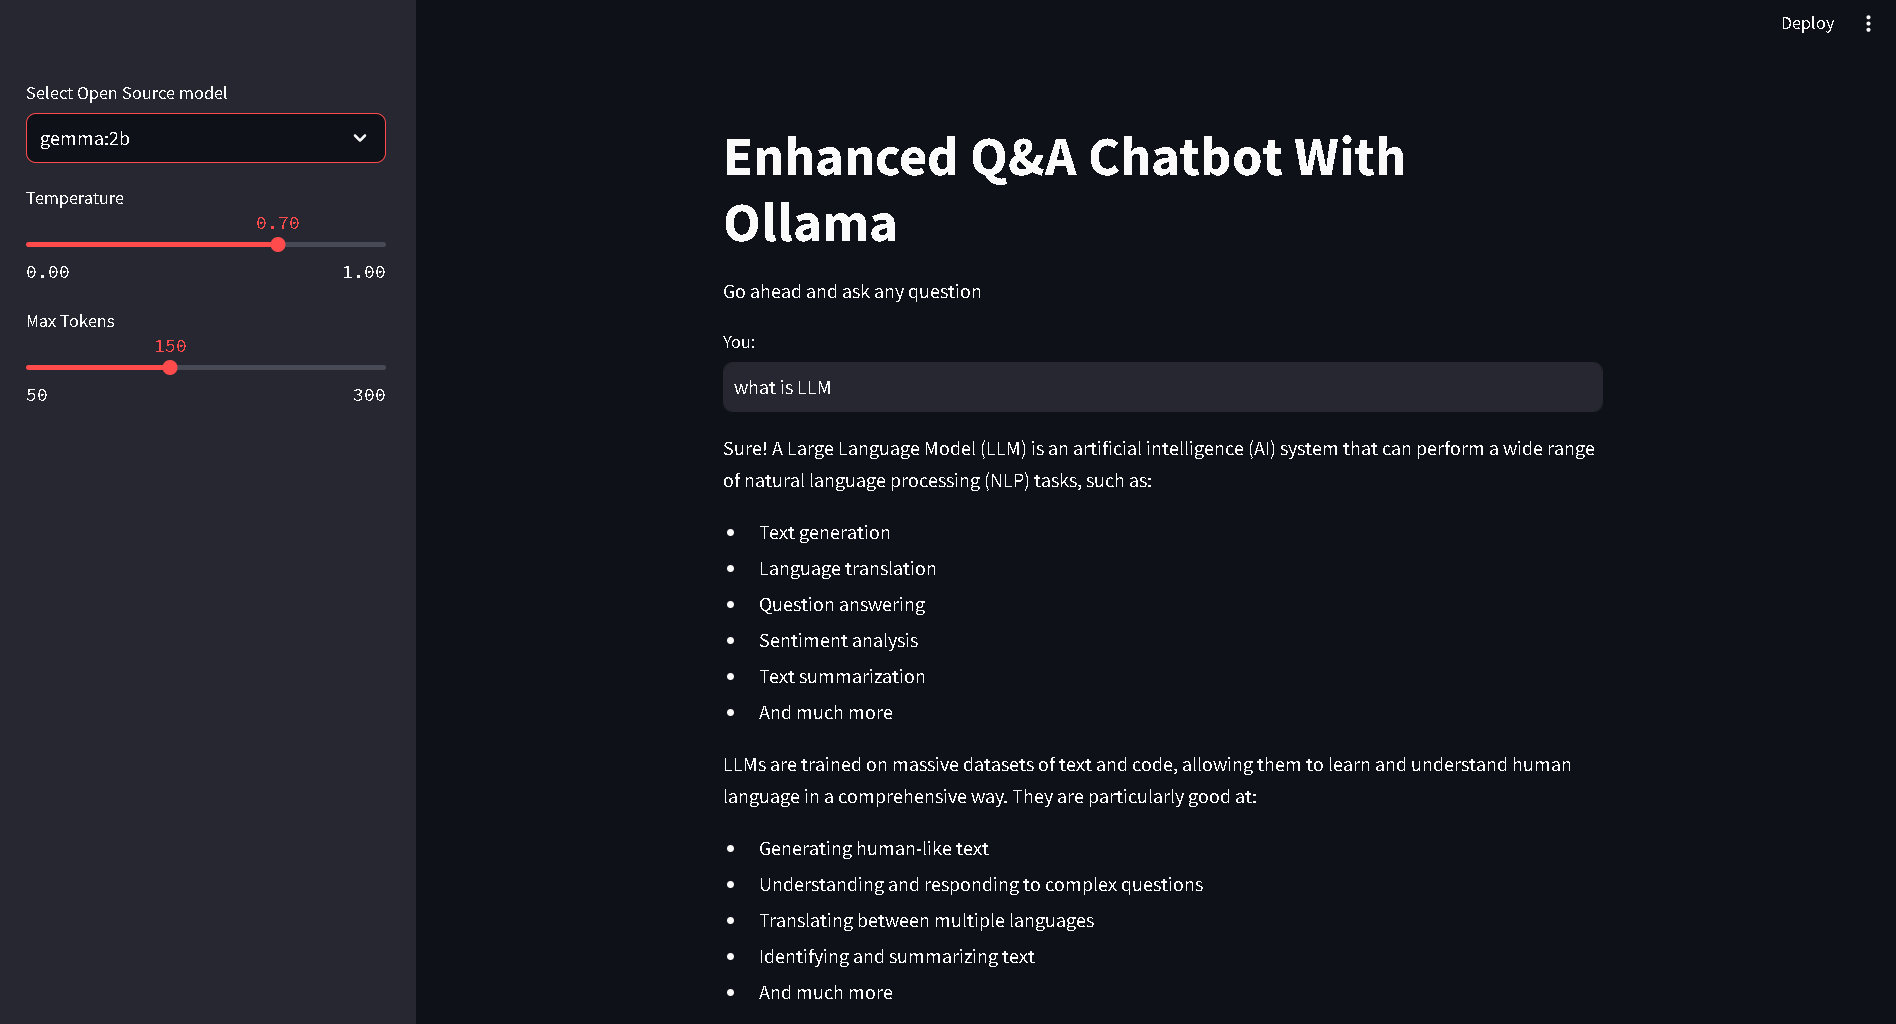 Deploy
Select Open Source model
gemma:2b
Temperature
0.70
0.00 1.00
Max Tokens
150
50 300
Enhanced Q&A Chatbot With
Ollama
Go ahead and ask any question
You:
what is LLM
Sure! A Large Language Model (LLM) is an artificial intelligence (AI) system that can perform a wide range
of natural language processing (NLP) tasks, such as:
• Text generation
• Language translation
• Question answering
• Sentiment analysis
• Text summarization
• And much more
LLMs are trained on massive datasets of text and code, allowing them to learn and understand human
language in a comprehensive way. They are particularly good at:
• Generating human-like text
• Understanding and responding to complex questions
• Translating between multiple languages
• Identifying and summarizing text
• And much more